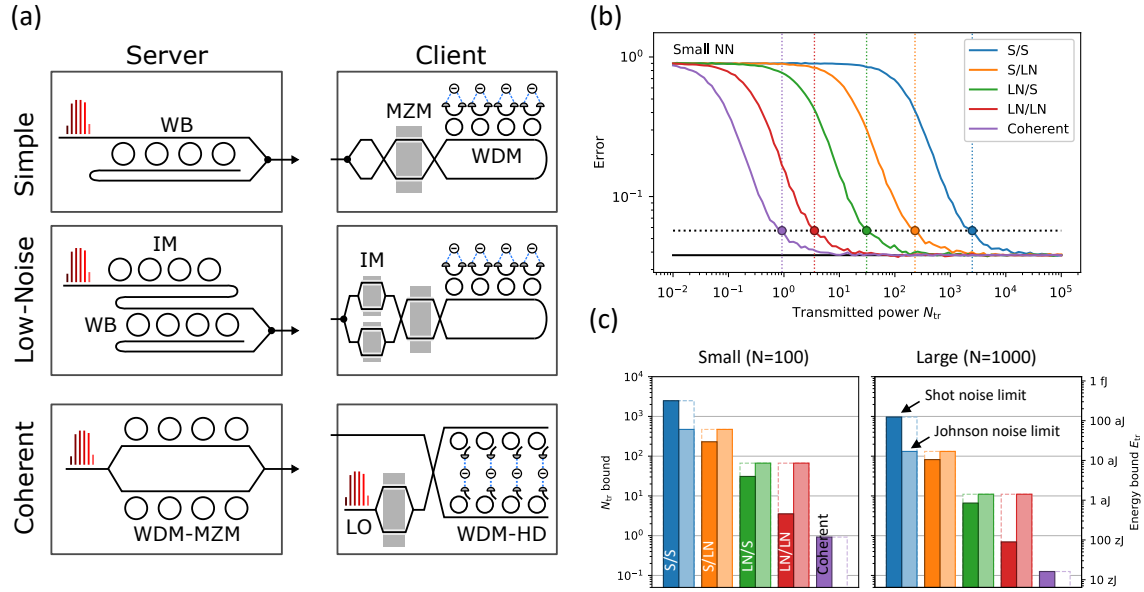 (a)
Server
Client
Simple
WB
MZM
WDM
Low-Noise
IM
WB
IM
Coherent
WDM-MZM
LO
WDM-HD
(b)
Small NN
S/S
S/LN
LN/S
LN/LN
Coherent
Error
10⁰
10⁻¹
10⁻² 10⁻¹ 10⁰ 10¹ 10² 10³ 10⁴ 10⁵
Transmitted power Nₜᵣ
(c)
Small (N=100)
Large (N=1000)
Nₜᵣ bound
10⁴
10³
10²
10¹
10⁰
10⁻¹
S/S
S/LN
LN/S
LN/LN
Coherent
Shot noise limit
Johnson noise limit
1 fJ
100 aJ
10 aJ
1 aJ
100 zJ
10 zJ
Energy bound Eₜᵣ